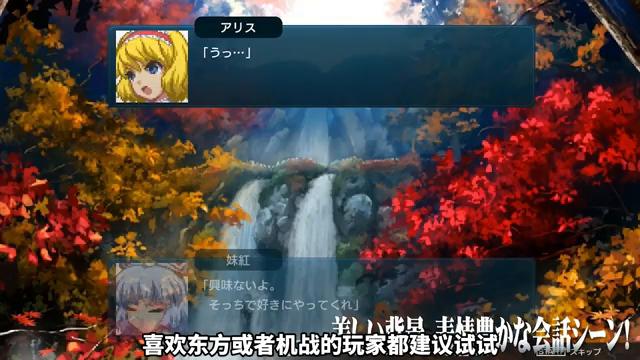 アリス
「うっ…」
妹紅
「興味ないよ。
そっちで好きにやってくれ」
美しい背景、表情豊かな会話シーン!
スキップ
喜欢东方或者机战的玩家都建议试试